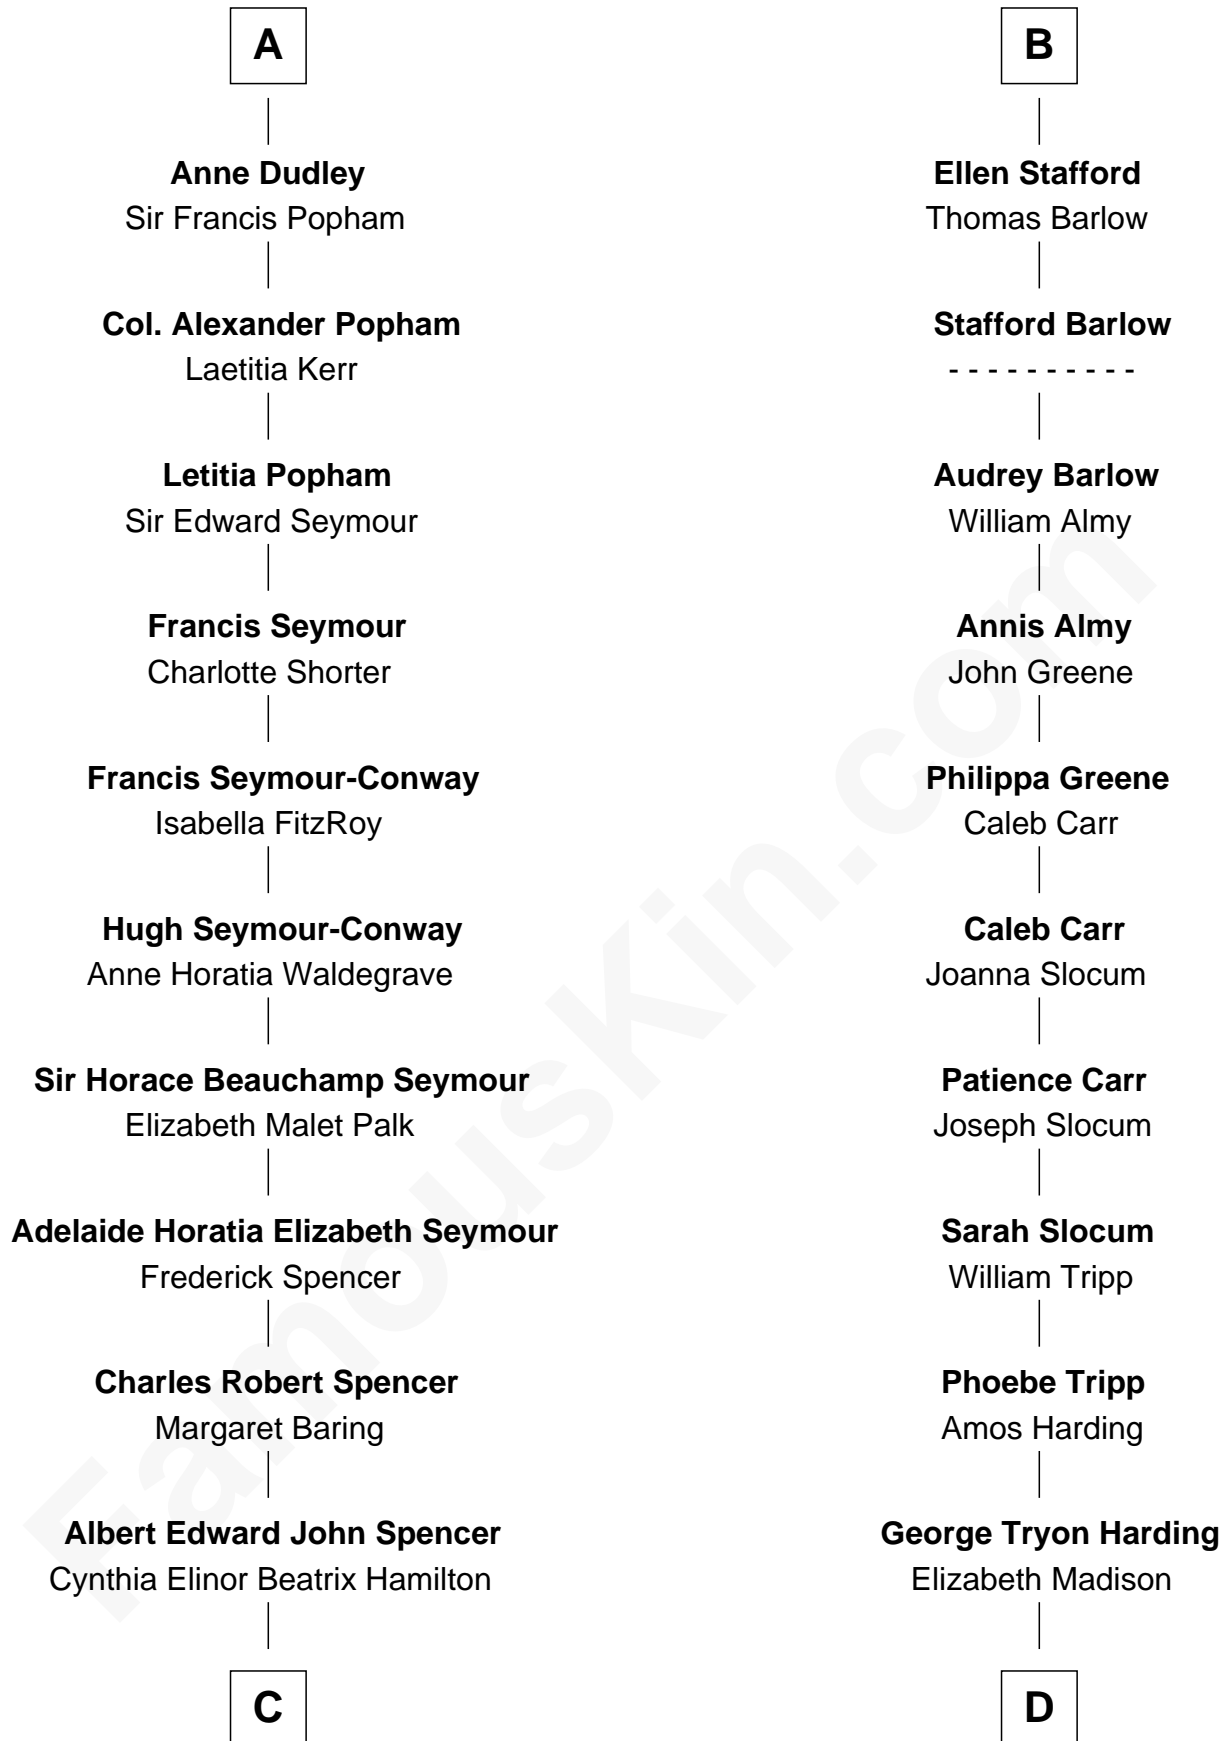 A
Anne Dudley
Sir Francis Popham
Col. Alexander Popham
Laetitia Kerr
Letitia Popham
Sir Edward Seymour
Francis Seymour
Charlotte Shorter
Francis Seymour-Conway
Isabella FitzRoy
Hugh Seymour-Conway
Anne Horatia Waldegrave
Sir Horace Beauchamp Seymour
Elizabeth Malet Palk
Adelaide Horatia Elizabeth Seymour
Frederick Spencer
Charles Robert Spencer
Margaret Baring
Albert Edward John Spencer
Cynthia Elinor Beatrix Hamilton
C
B
Ellen Stafford
Thomas Barlow
Stafford Barlow
- - - - - - - - - -
Audrey Barlow
William Almy
Annis Almy
John Greene
Philippa Greene
Caleb Carr
Caleb Carr
Joanna Slocum
Patience Carr
Joseph Slocum
Sarah Slocum
William Tripp
Phoebe Tripp
Amos Harding
George Tryon Harding
Elizabeth Madison
D
FamousKin.com